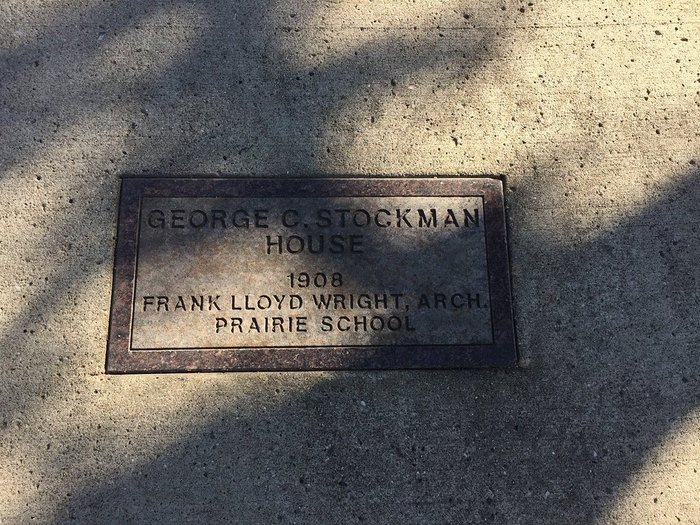 GEORGE C. STOCKMAN
HOUSE
1908
FRANK LLOYD WRIGHT, ARCH.
PRAIRIE SCHOOL